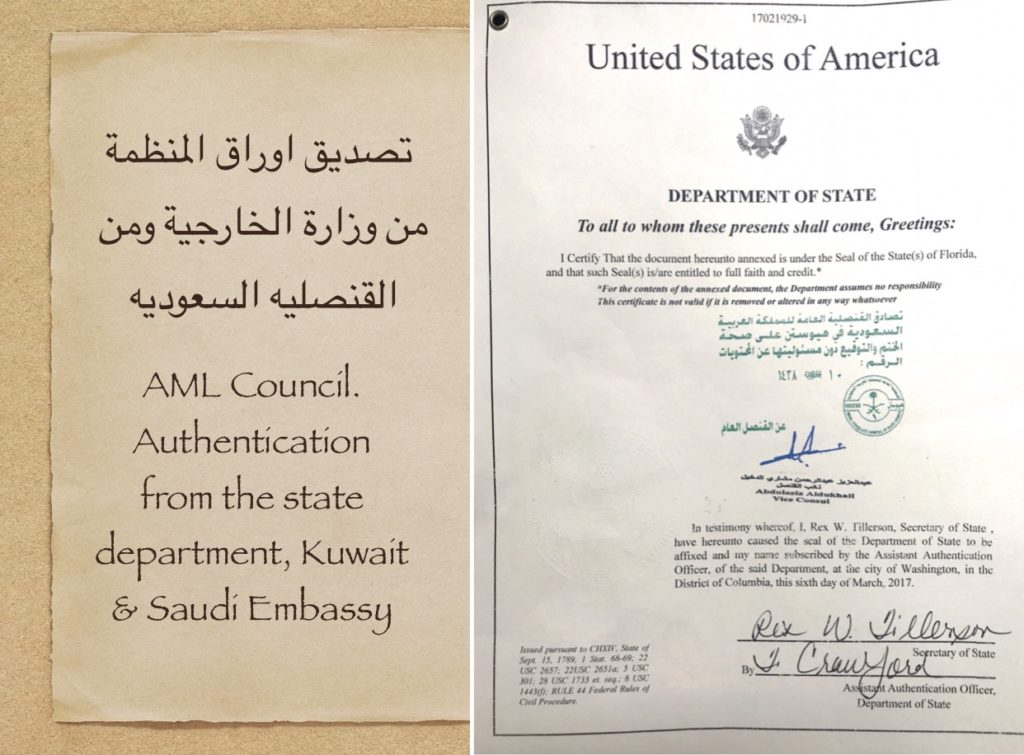 تصديق اوراق المنظمة
من وزارة الخارجية ومن
القنصليه السعوديه
AML Council.
Authentication
from the state
department, Kuwait
& Saudi Embassy
17021929-1
United States of America
DEPARTMENT OF STATE
To all to whom these presents shall come, Greetings:
I Certify That the document hereunto annexed is under the Seal of the State(s) of Florida,
and that such Seal(s) is/are entitled to full faith and credit.*
*For the contents of the annexed document, the Department assumes no responsibility
This certificate is not valid if it is removed or altered in any way whatsoever
تصادق القنصلية العامة للمملكة العربية
السعودية في هيوستن على صحة
الختم والتوقيع دون مسئوليتها عن المحتويات
الرقم :
١٠ ١٤٣٨
عن القنصل العام
عبدالعزيز عبدالرحمن الدخيل
نائب القنصل
Abdulaziz Aldukhail
Vice Consul
In testimony whereof, I, Rex W. Tillerson, Secretary of State ,
have hereunto caused the seal of the Department of State to be
affixed and my name subscribed by the Assistant Authentication
Officer, of the said Department, at the city of Washington, in the
District of Columbia, this sixth day of March, 2017.
Rex W. Tillerson
Secretary of State
By T. Crawford
Assistant Authentication Officer,
Department of State
Issued pursuant to CHXIV, State of
Sept. 15, 1789, 1 Stat. 68-69; 22
USC 2657; 22USC 2651a; 5 USC
301; 28 USC 1733 et. seq.; 8 USC
1443(f); RULE 44 Federal Rules of
Civil Procedure.